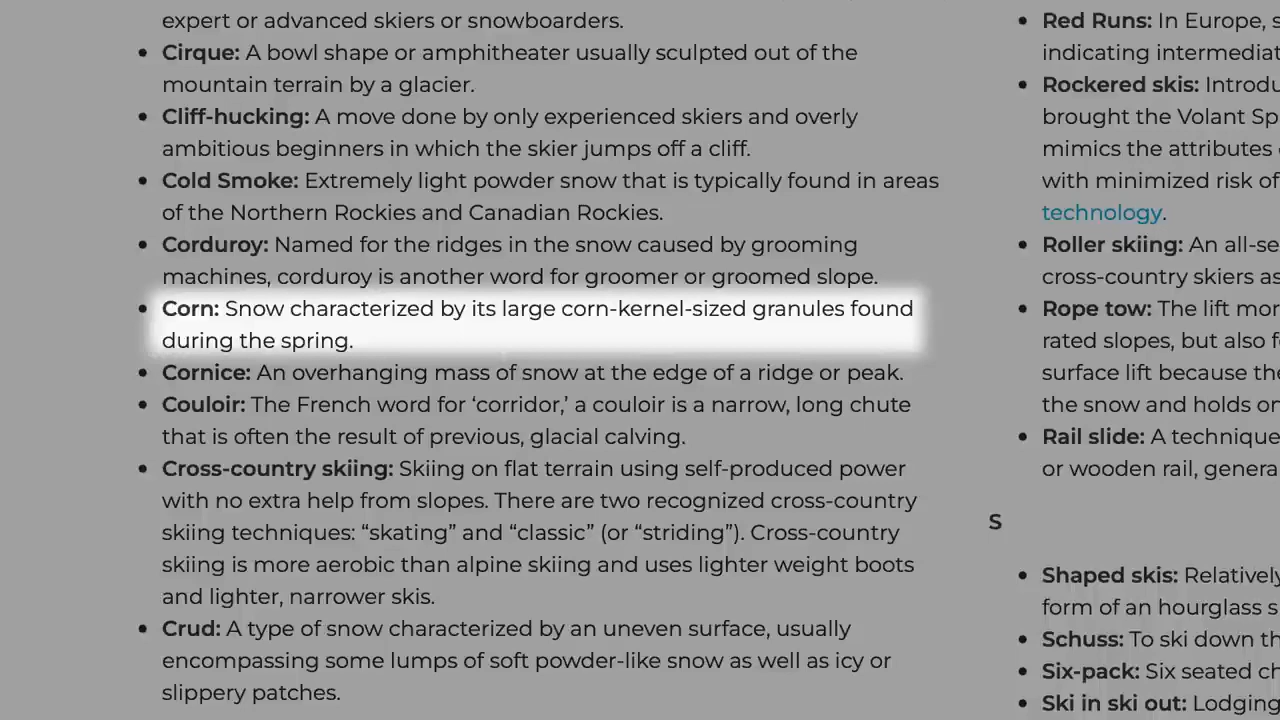 expert or advanced skiers or snowboarders.
• Cirque: A bowl shape or amphitheater usually sculpted out of the
mountain terrain by a glacier.
• Cliff-hucking: A move done by only experienced skiers and overly
ambitious beginners in which the skier jumps off a cliff.
• Cold Smoke: Extremely light powder snow that is typically found in areas
of the Northern Rockies and Canadian Rockies.
• Corduroy: Named for the ridges in the snow caused by grooming
machines, corduroy is another word for groomer or groomed slope.
• Corn: Snow characterized by its large corn-kernel-sized granules found
during the spring.
• Cornice: An overhanging mass of snow at the edge of a ridge or peak.
• Couloir: The French word for ‘corridor,’ a couloir is a narrow, long chute
that is often the result of previous, glacial calving.
• Cross-country skiing: Skiing on flat terrain using self-produced power
with no extra help from slopes. There are two recognized cross-country
skiing techniques: “skating” and “classic” (or “striding”). Cross-country
skiing is more aerobic than alpine skiing and uses lighter weight boots
and lighter, narrower skis.
• Crud: A type of snow characterized by an uneven surface, usually
encompassing some lumps of soft powder-like snow as well as icy or
slippery patches.
• Red Runs: In Europe, s
indicating intermediat
• Rockered skis: Introdu
brought the Volant Sp
mimics the attributes
with minimized risk of
technology.
• Roller skiing: An all-se
cross-country skiers as
• Rope tow: The lift mor
rated slopes, but also f
surface lift because the
the snow and holds on
• Rail slide: A technique
or wooden rail, genera
S
• Shaped skis: Relatively
form of an hourglass s
• Schuss: To ski down th
• Six-pack: Six seated ch
• Ski in ski out: Lodging